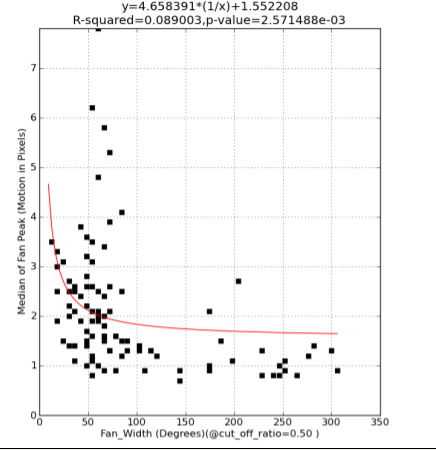 y=4.658391*(1/x)+1.552208
R-squared=0.089003,p-value=2.571488e-03
Median of Fan Peak (Motion in Pixels)
7
6
5
4
3
2
1
0
0 50 100 150 200 250 300 350
Fan_Width (Degrees)(@cut_off_ratio=0.50 )